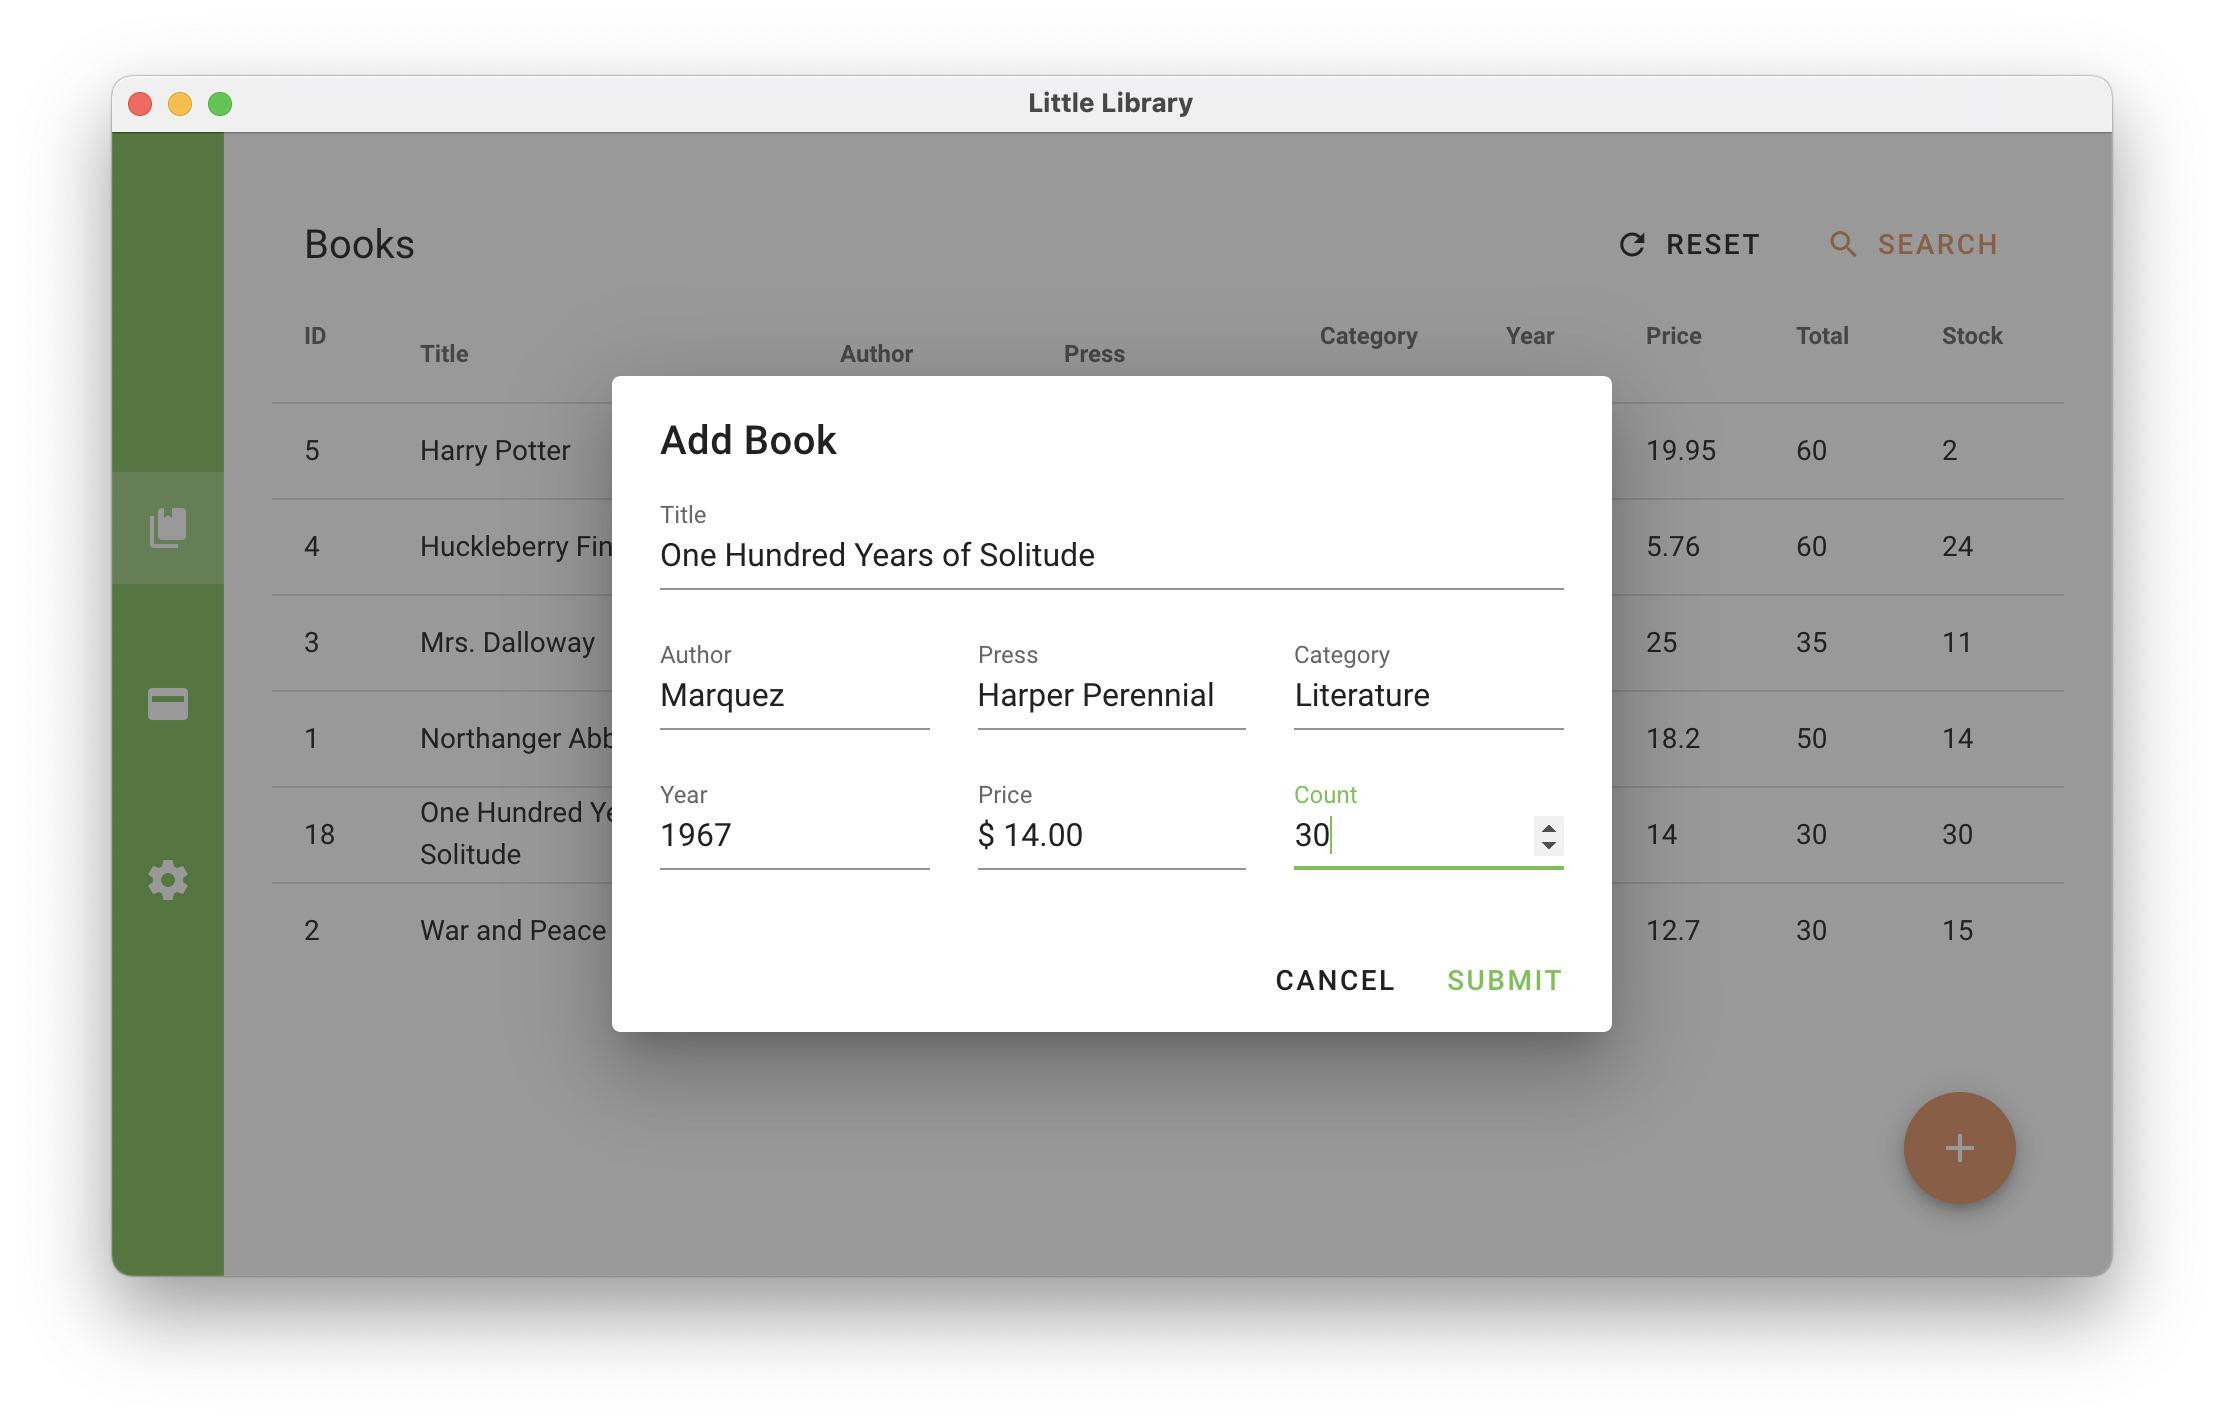 Little Library
Books
RESET
SEARCH
ID Title Author Press Category Year Price Total Stock
5 Harry Potter 19.95 60 2
4 Huckleberry Fin 5.76 60 24
3 Mrs. Dalloway 25 35 11
1 Northanger Abb 18.2 50 14
18 One Hundred Ye 14 30 30
Solitude
2 War and Peace 12.7 30 15
Add Book
Title
One Hundred Years of Solitude
Author Press Category
Marquez Harper Perennial Literature
Year Price Count
1967 $ 14.00 30
CANCEL SUBMIT